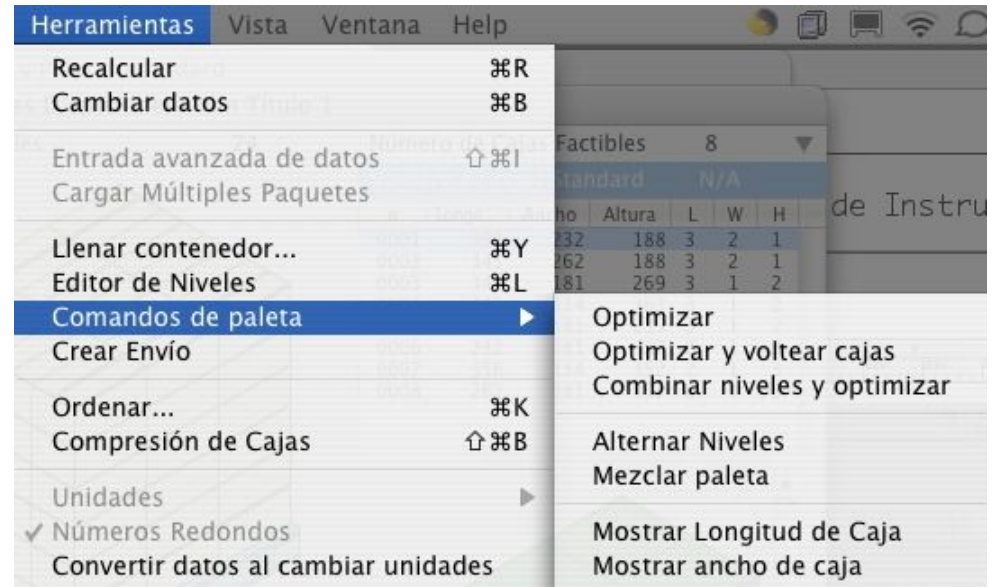 Herramientas Vista Ventana Help
Recalcular ⌘R
Cambiar datos ⌘B
Entrada avanzada de datos ⇧⌘I
Cargar Múltiples Paquetes
Llenar contenedor... ⌘Y
Editor de Niveles ⌘L
Comandos de paleta ▶
Crear Envío
Ordenar... ⌘K
Compresión de Cajas ⇧⌘B
Unidades ▶
✓ Números Redondos
Convertir datos al cambiar unidades
Factibles 8
Standard N/A
Altura L W H
232 188 3 2 1
262 188 3 2 1
181 269 3 1 2
de Instru
Optimizar
Optimizar y voltear cajas
Combinar niveles y optimizar
Alternar Niveles
Mezclar paleta
Mostrar Longitud de Caja
Mostrar ancho de caja